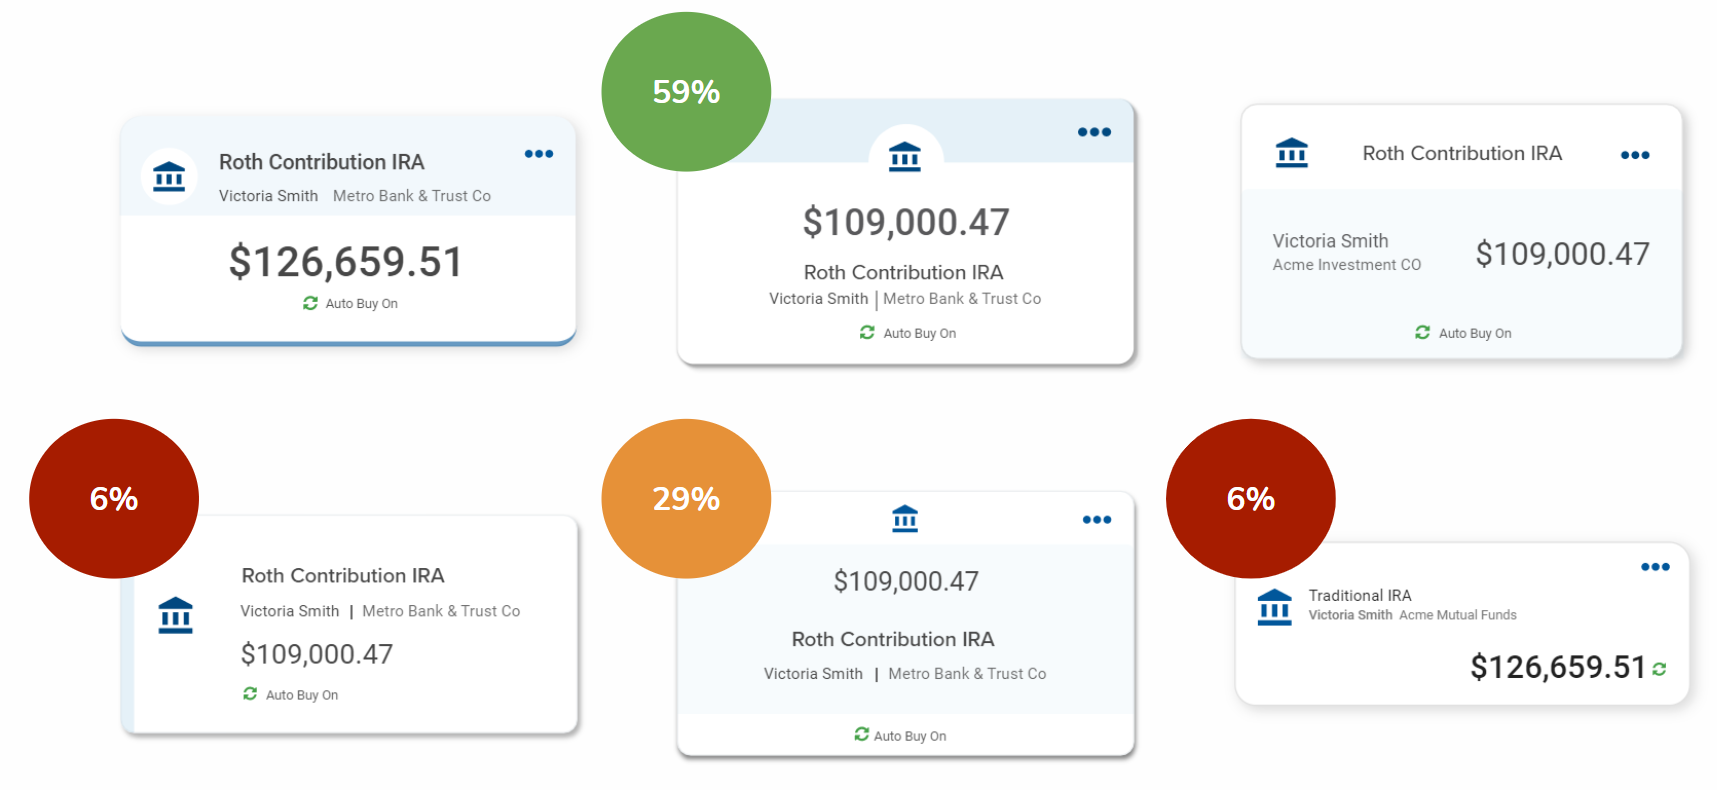 59%
Roth Contribution IRA
Victoria Smith Metro Bank & Trust Co
$126,659.51
Auto Buy On
$109,000.47
Roth Contribution IRA
Victoria Smith | Metro Bank & Trust Co
Auto Buy On
Roth Contribution IRA
Victoria Smith
Acme Investment CO
$109,000.47
Auto Buy On
6%
Roth Contribution IRA
Victoria Smith | Metro Bank & Trust Co
$109,000.47
Auto Buy On
29%
$109,000.47
Roth Contribution IRA
Victoria Smith | Metro Bank & Trust Co
Auto Buy On
6%
Traditional IRA
Victoria Smith Acme Mutual Funds
$126,659.51